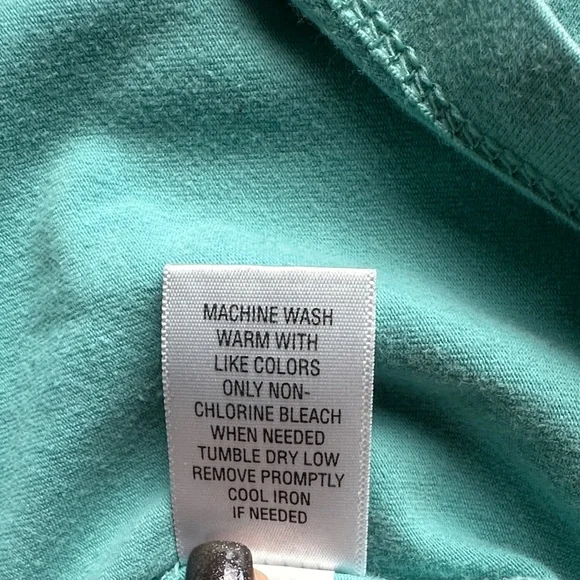 MACHINE WASH
WARM WITH
LIKE COLORS
ONLY NON-
CHLORINE BLEACH
WHEN NEEDED
TUMBLE DRY LOW
REMOVE PROMPTLY
COOL IRON
IF NEEDED